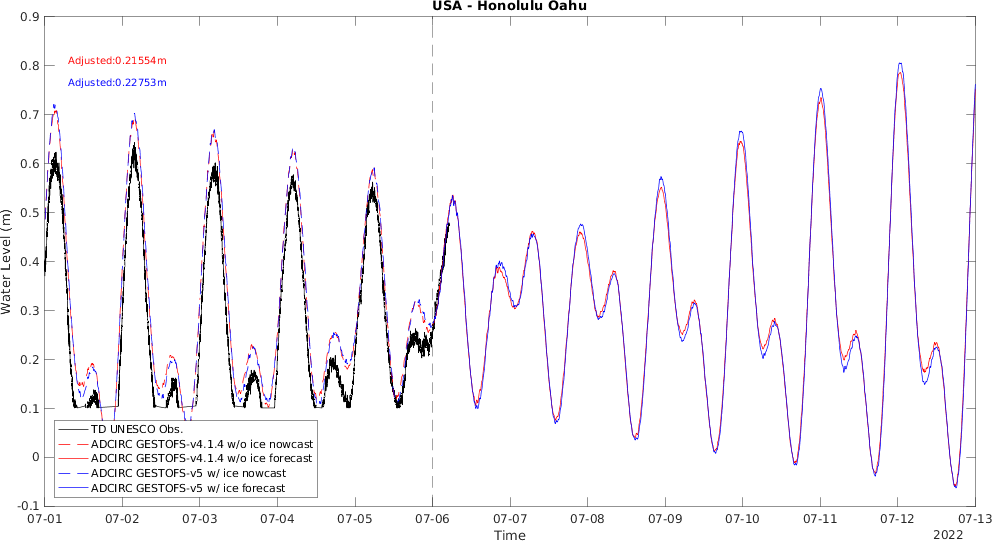 USA - Honolulu Oahu
0.9
0.8
0.7
0.6
0.5
0.4
0.3
0.2
0.1
0
-0.1
Water Level (m)
Adjusted:0.21554m
Adjusted:0.22753m
TD UNESCO Obs.
ADCIRC GESTOFS-v4.1.4 w/o ice nowcast
ADCIRC GESTOFS-v4.1.4 w/o ice forecast
ADCIRC GESTOFS-v5 w/ ice nowcast
ADCIRC GESTOFS-v5 w/ ice forecast
07-01 07-02 07-03 07-04 07-05 07-06 07-07 07-08 07-09 07-10 07-11 07-12 07-13
Time
2022